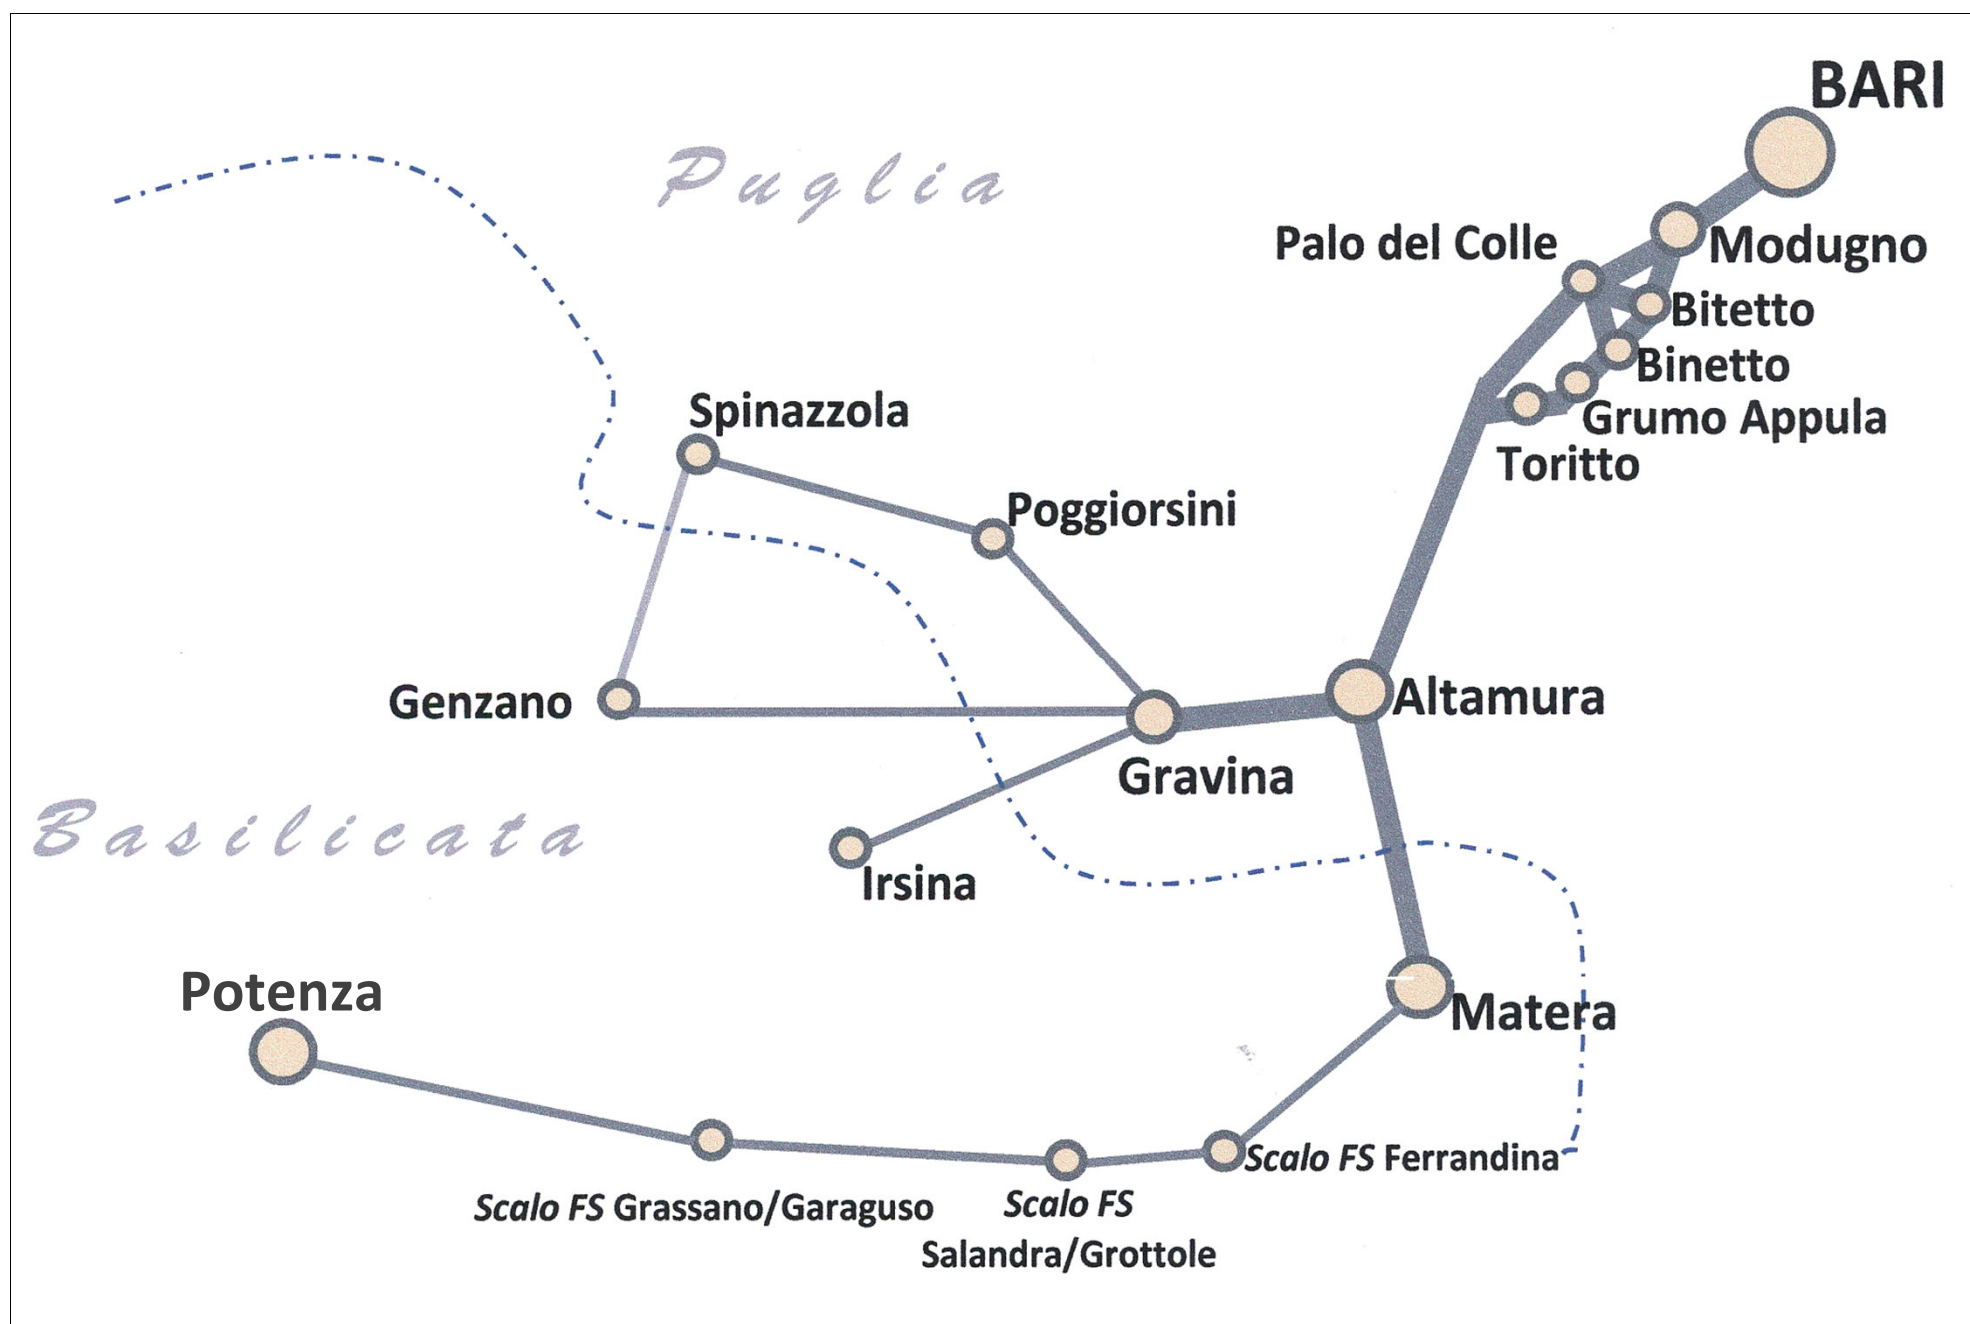 BARI
Puglia
Palo del Colle
Modugno
Bitetto
Binetto
Grumo Appula
Toritto
Spinazzola
Poggiorsini
Genzano
Altamura
Gravina
Basilicata
Irsina
Potenza
Matera
Scalo FS Ferrandina
Scalo FS Grassano/Garaguso
Scalo FS
Salandra/Grottole